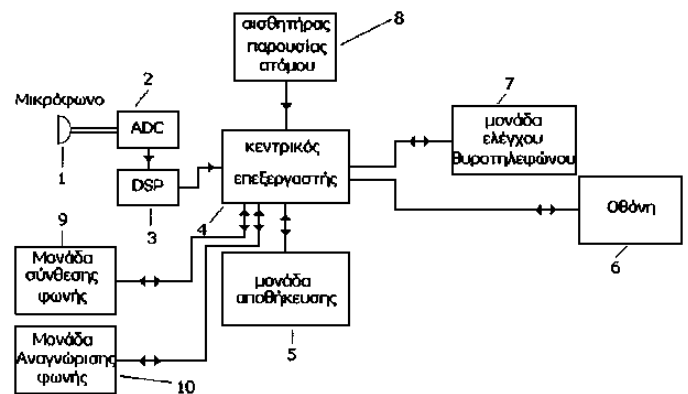 αισθητήρας
παρουσίας
ατόμου
8
Μικρόφωνο
2
ADC
1
DSP
3
κεντρικός
επεξεργαστής
4
7
μονάδα
ελέγχου
θυροτηλεφώνου
Οθόνη
6
9
Μονάδα
σύνθεσης
φωνής
μονάδα
αποθήκευσης
5
Μονάδα
Αναγνώρισης
φωνής
10